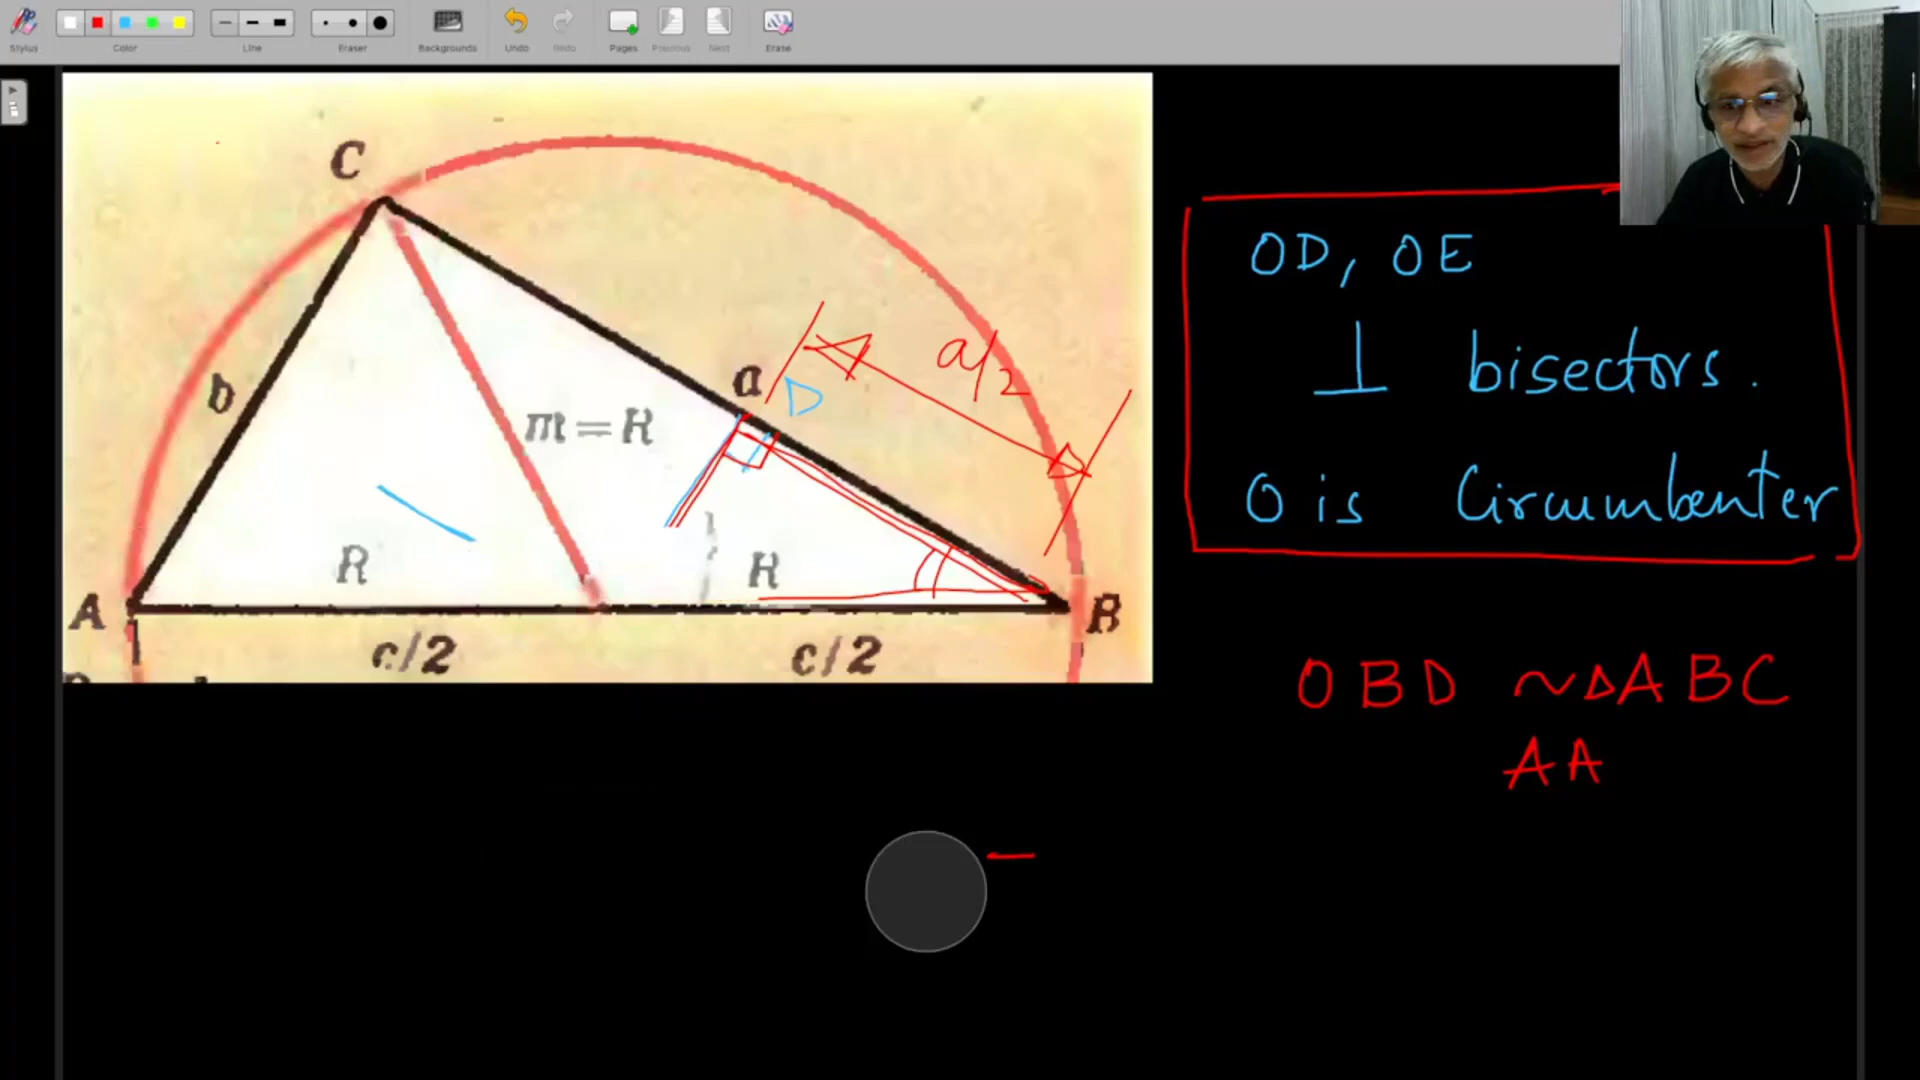 Stylus
Color
Line
Eraser
Backgrounds
Undo
Redo
Pages
Previous
Next
Erase
C
b
a
D
a/2
m=R
R
R
A
B
c/2
c/2
OD, OE
⊥ bisectors.
O is Circumbenter
OBD ~ΔABC
AA